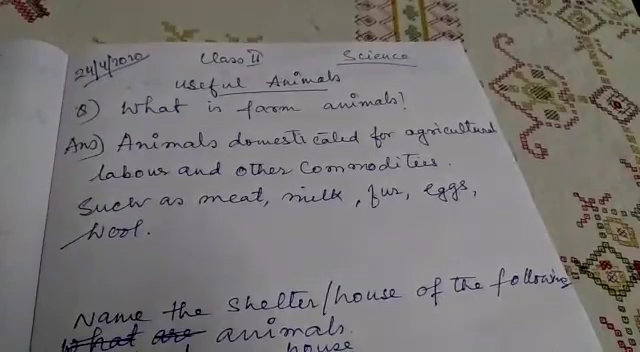 24/4/2020 Class II Science
Useful Animals
Q) What is farm animals?
Ans) Animals domesticated for agricultural
labour and other commodities.
Such as meat, milk, fur, eggs,
wool.
Name the shelter/house of the following
What are animals.
house